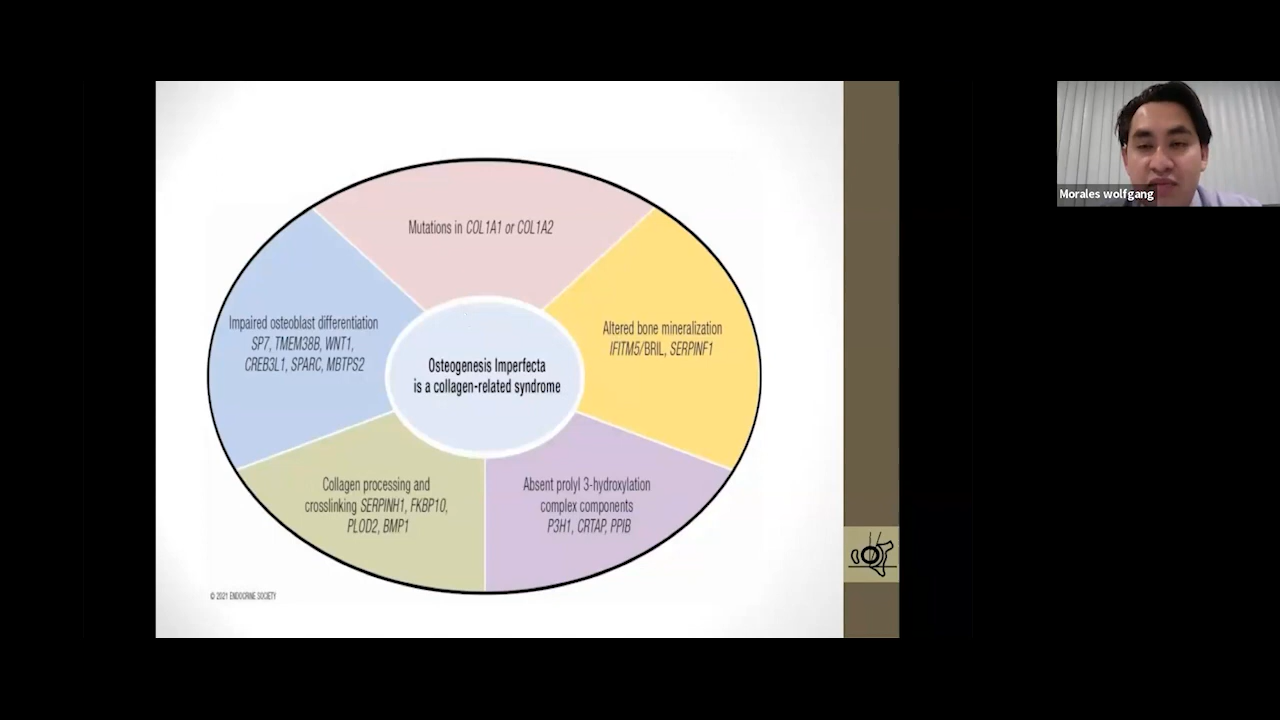 Mutations in COL1A1 or COL1A2
Impaired osteoblast differentiation
SP7, TMEM38B, WNT1,
CREB3L1, SPARC, MBTPS2
Altered bone mineralization
IFITM5/BRIL, SERPINF1
Osteogenesis Imperfecta
is a collagen-related syndrome
Collagen processing and
crosslinking SERPINH1, FKBP10,
PLOD2, BMP1
Absent prolyl 3-hydroxylation
complex components
P3H1, CRTAP, PPIB
© 2021 ENDOCRINE SOCIETY
Morales wolfgang